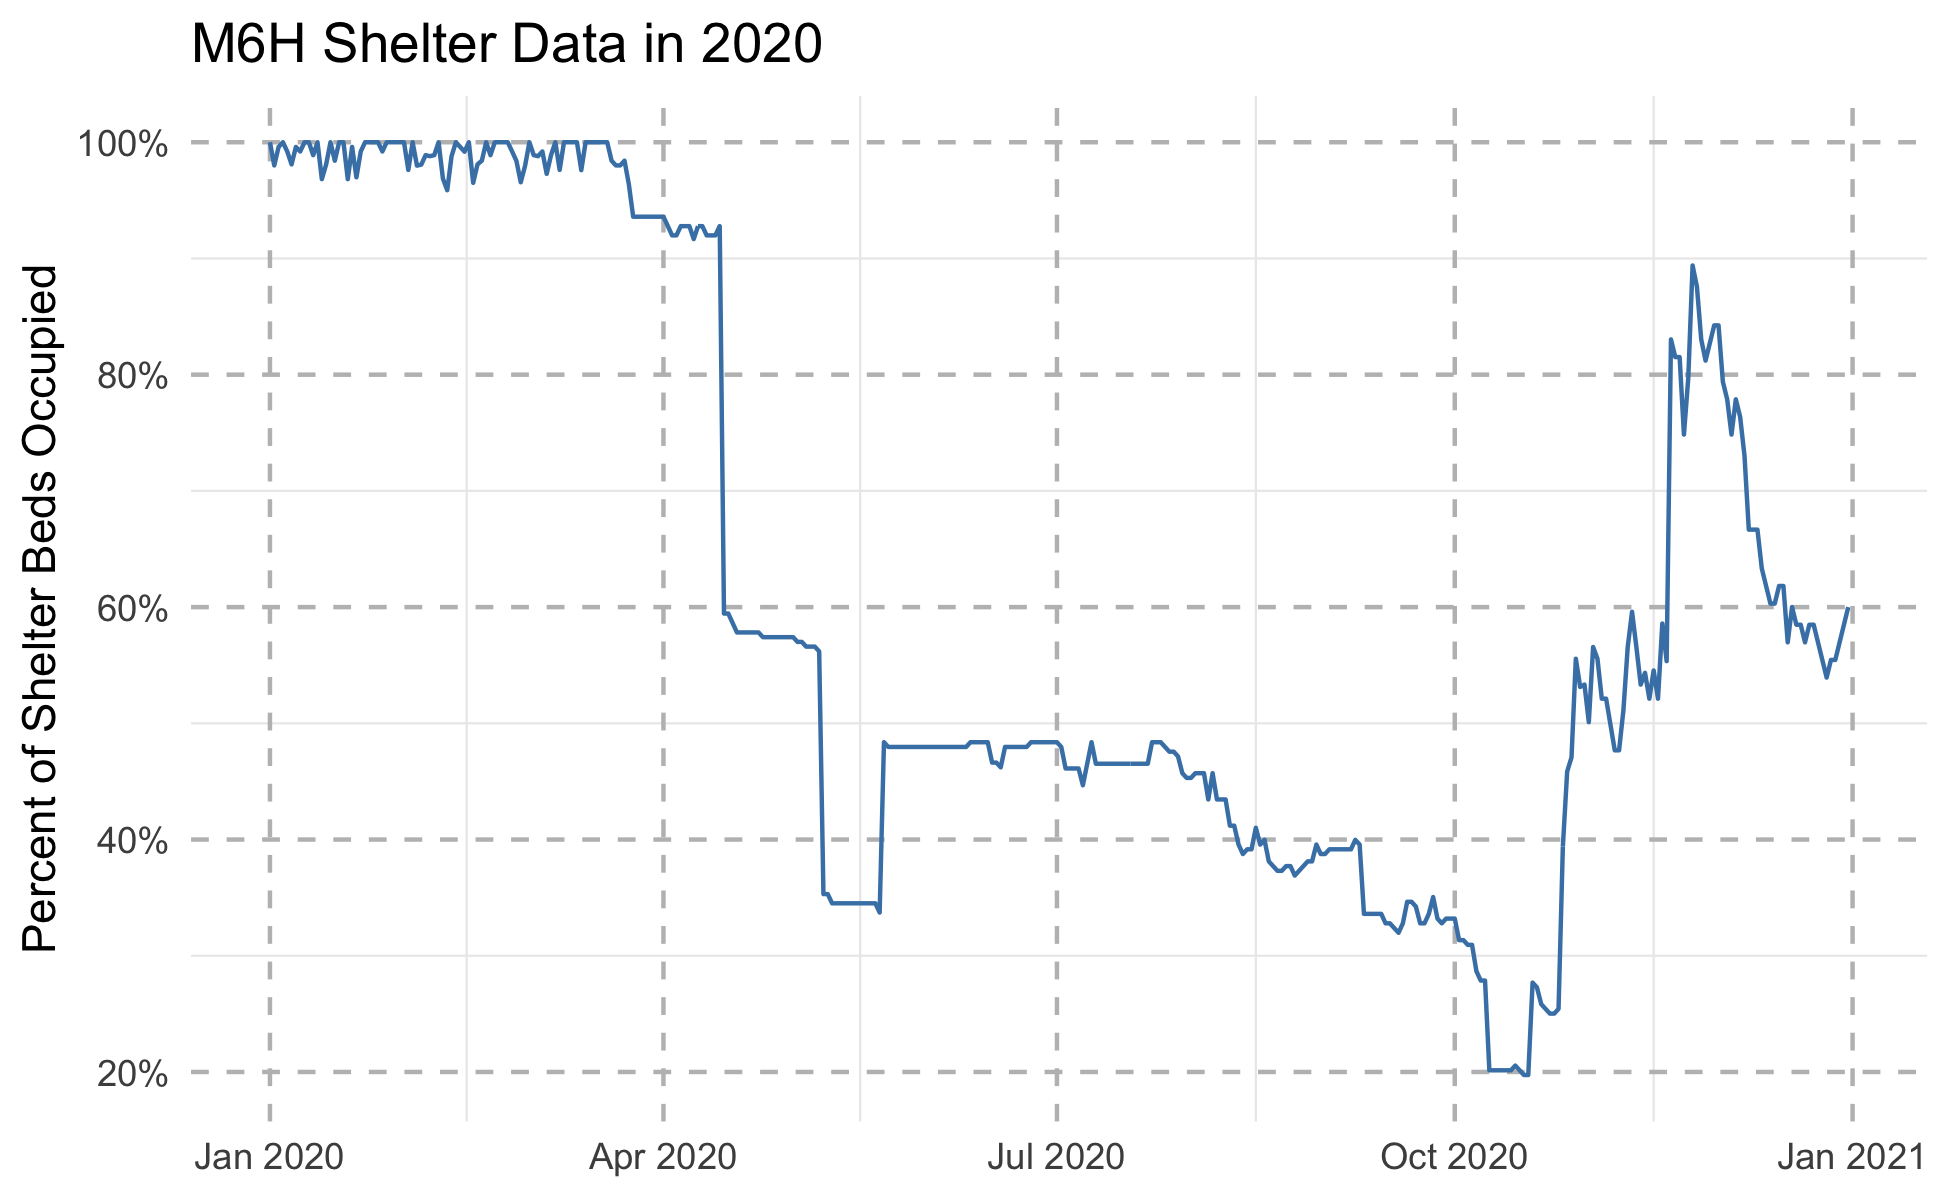 M6H Shelter Data in 2020
Percent of Shelter Beds Occupied
100%
80%
60%
40%
20%
Jan 2020
Apr 2020
Jul 2020
Oct 2020
Jan 2021